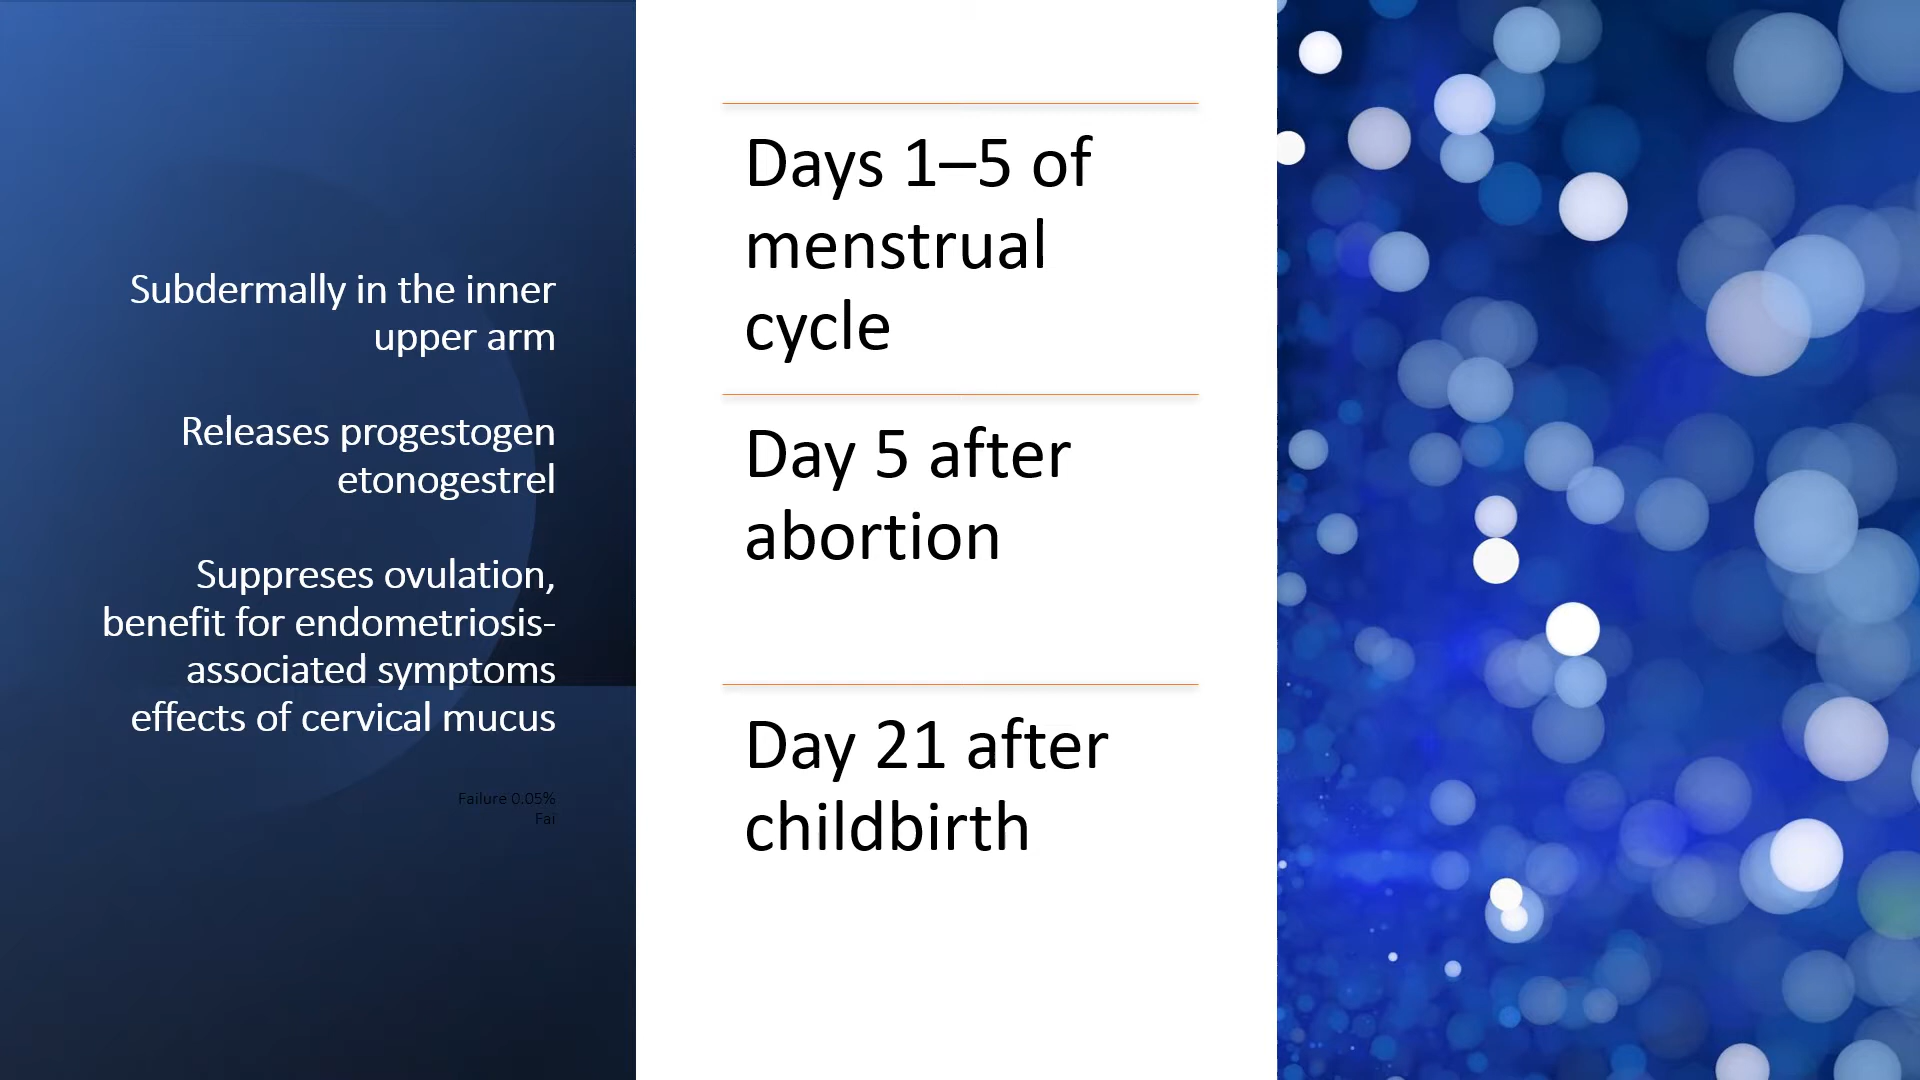 Subdermally in the inner
upper arm
Releases progestogen
etonogestrel
Suppreses ovulation,
benefit for endometriosis-
associated symptoms
effects of cervical mucus
Failure 0.05%
Fai
Days 1–5 of
menstrual
cycle
Day 5 after
abortion
Day 21 after
childbirth